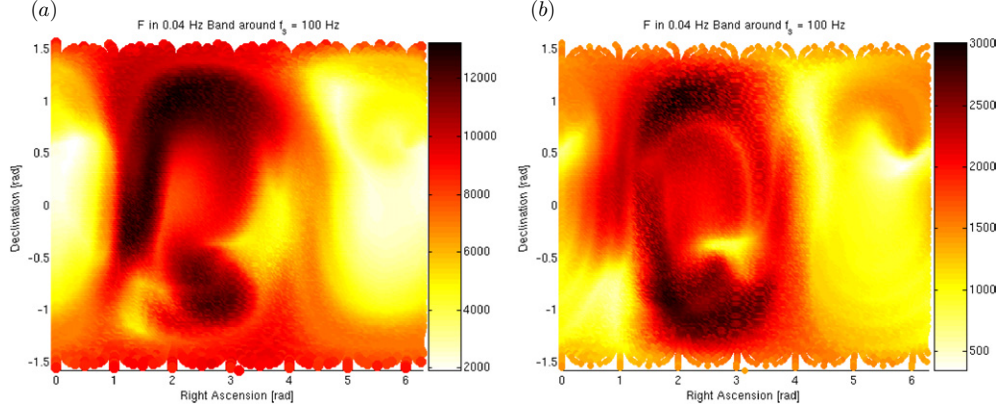 (a)
F in 0.04 Hz Band around f_s = 100 Hz
1.5
1
0.5
0
-0.5
-1
-1.5
Declination [rad]
0 1 2 3 4 5 6
Right Ascension [rad]
12000
10000
8000
6000
4000
2000
(b)
F in 0.04 Hz Band around f_s = 100 Hz
1.5
1
0.5
0
-0.5
-1
-1.5
Declination [rad]
0 1 2 3 4 5 6
Right Ascension [rad]
3000
2500
2000
1500
1000
500